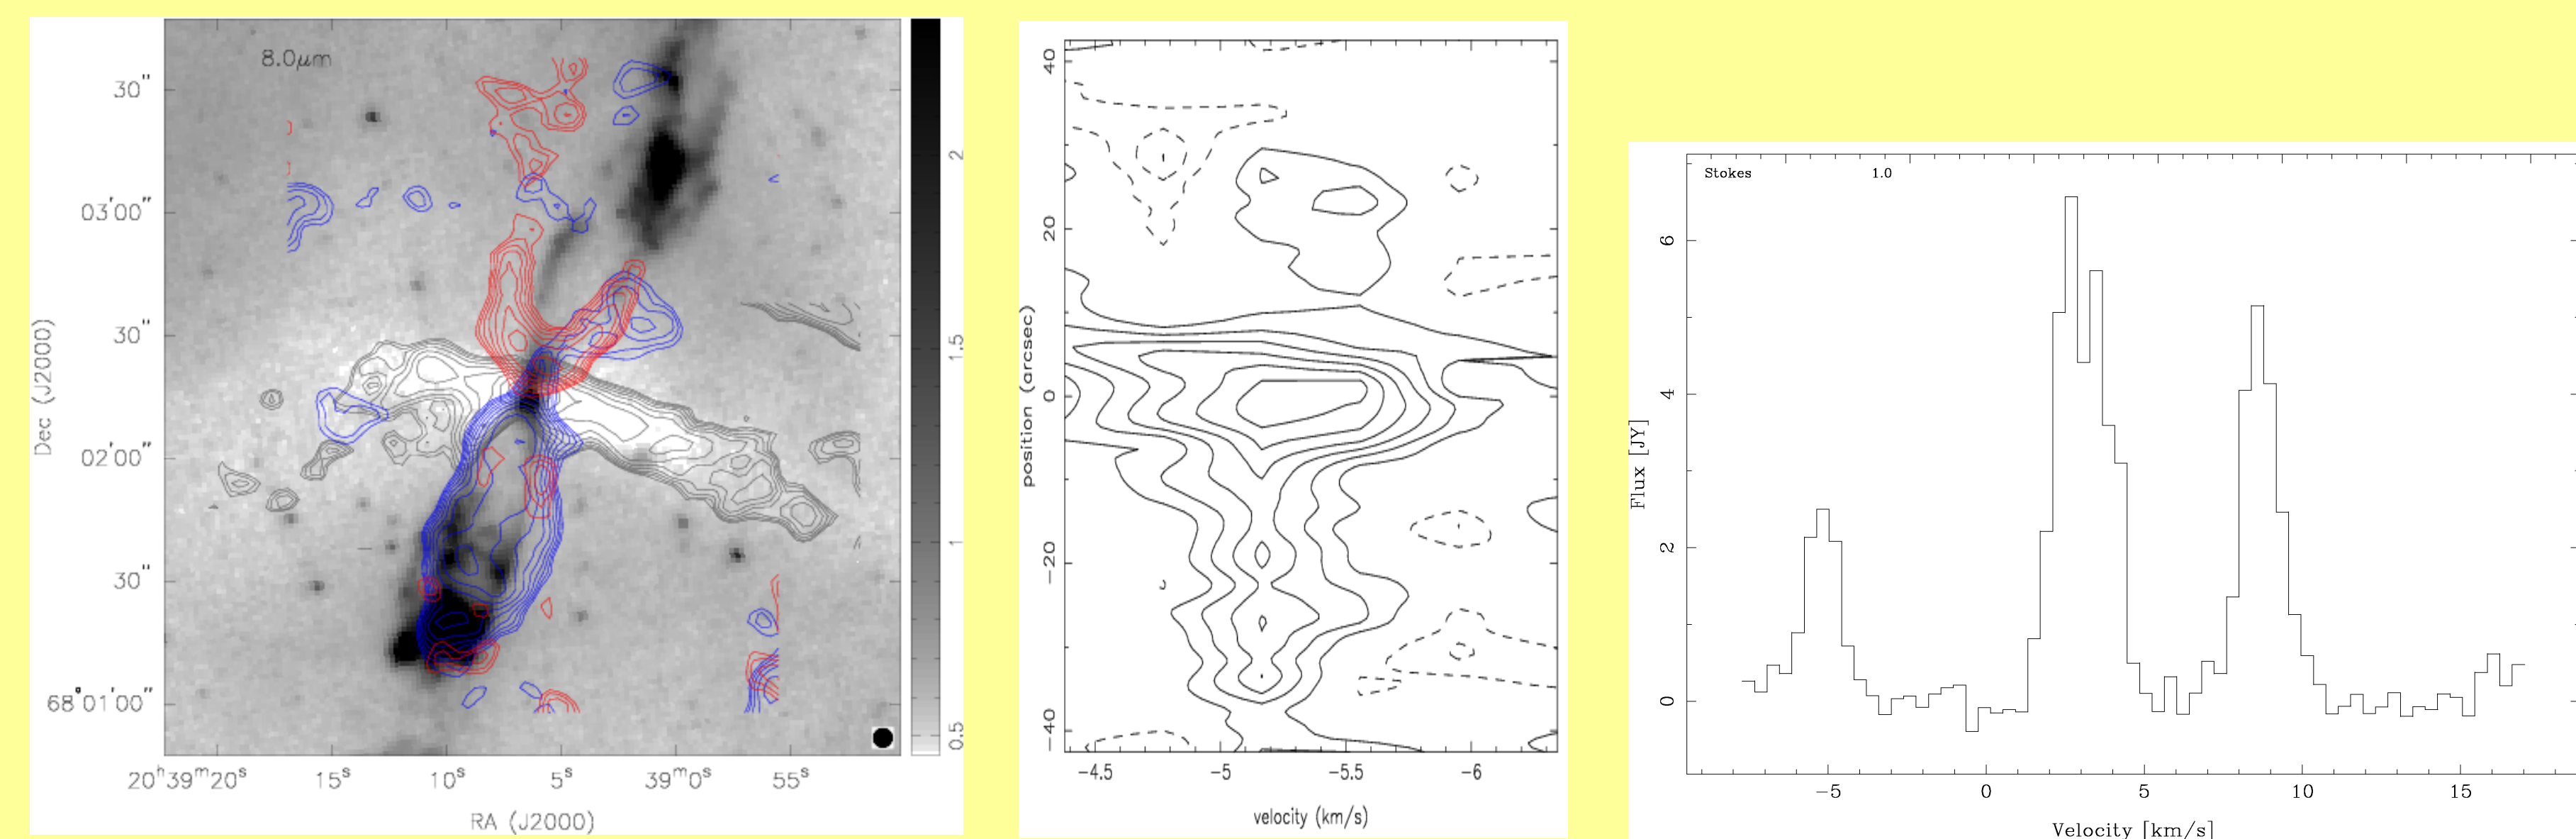 8.0μm
30"
03'00"
30"
02'00"
30"
68°01'00"
Dec (J2000)
20ʰ39ᵐ20ˢ
15ˢ
10ˢ
5ˢ
39ᵐ0ˢ
55ˢ
RA (J2000)
2
1.5
1
0.5
40
20
0
−20
−40
position (arcsec)
−4.5
−5
−5.5
−6
velocity (km/s)
Stokes 1.0
6
4
2
0
Flux [JY]
−5
0
5
10
15
Velocity [km/s]